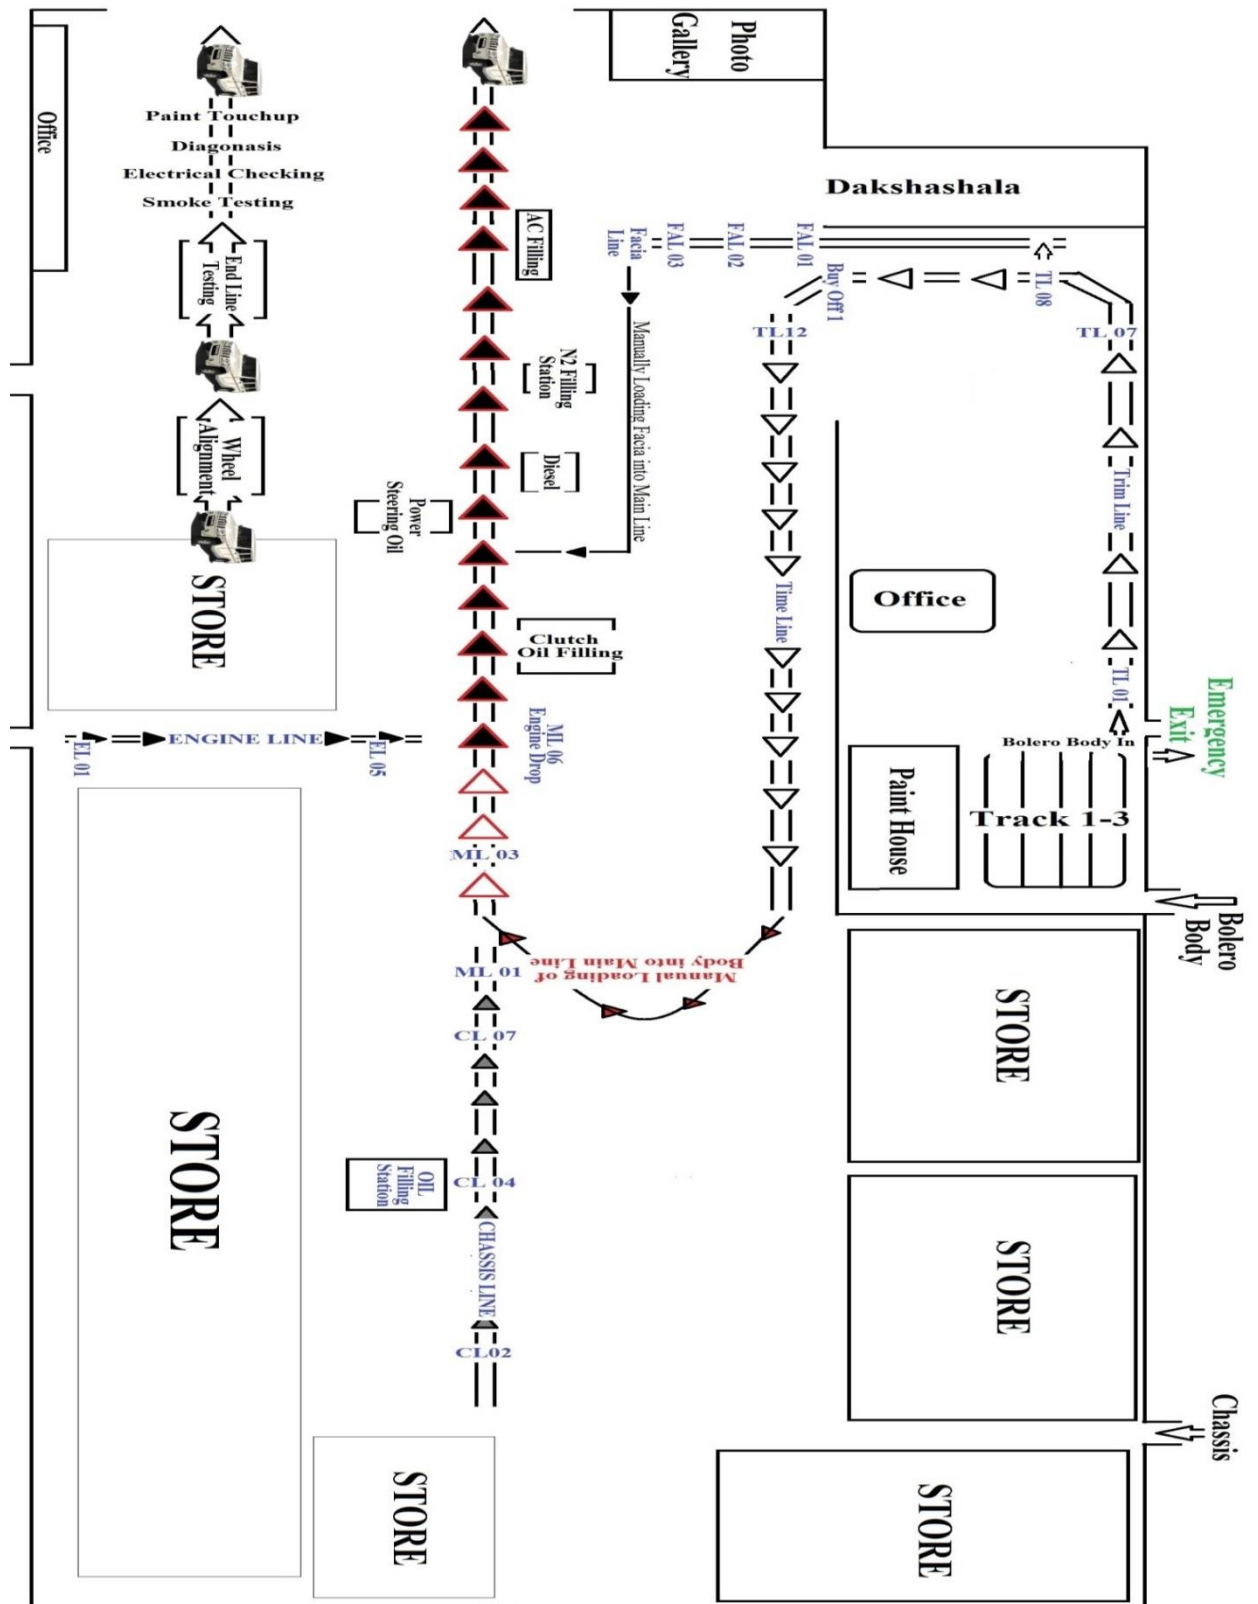 Photo
Gallery
Office
Paint Touchup
Diagonasis
Electrical Checking
Smoke Testing
End Line
Testing
Wheel
Alignment
STORE
AC Filling
N2 Filling
Station
Diesel
Power
Steering Oil
Clutch
Oil Filling
Dakshashala
Facia
Line
FAL 03
FAL 02
FAL 01
Manually Loading Facia into Main Line
Buy Off 1
TL 08
TL 07
TL12
Trim Line
Time Line
Office
TL 01
Emergency
Exit
Bolero Body In
Track 1-3
Paint House
Bolero
Body
EL 01
ENGINE LINE
EL 05
ML 06
Engine Drop
ML 03
Manual Loading of
Body into Main Line
ML 01
CL 07
OIL
Filling
Station
CL 04
CHASSIS LINE
CL02
STORE
STORE
STORE
STORE
STORE
Chassis